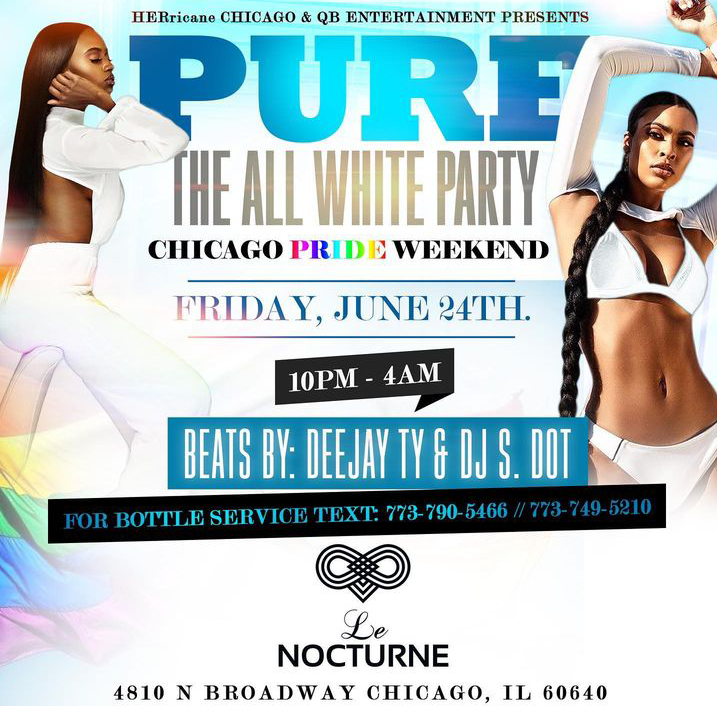 HERricane CHICAGO & QB ENTERTAINMENT PRESENTS
PURE
THE ALL WHITE PARTY
CHICAGO PRIDE WEEKEND
FRIDAY, JUNE 24TH.
10PM - 4AM
BEATS BY: DEEJAY TY & DJ S. DOT
FOR BOTTLE SERVICE TEXT: 773-790-5466 // 773-749-5210
Le
NOCTURNE
4810 N BROADWAY CHICAGO, IL 60640